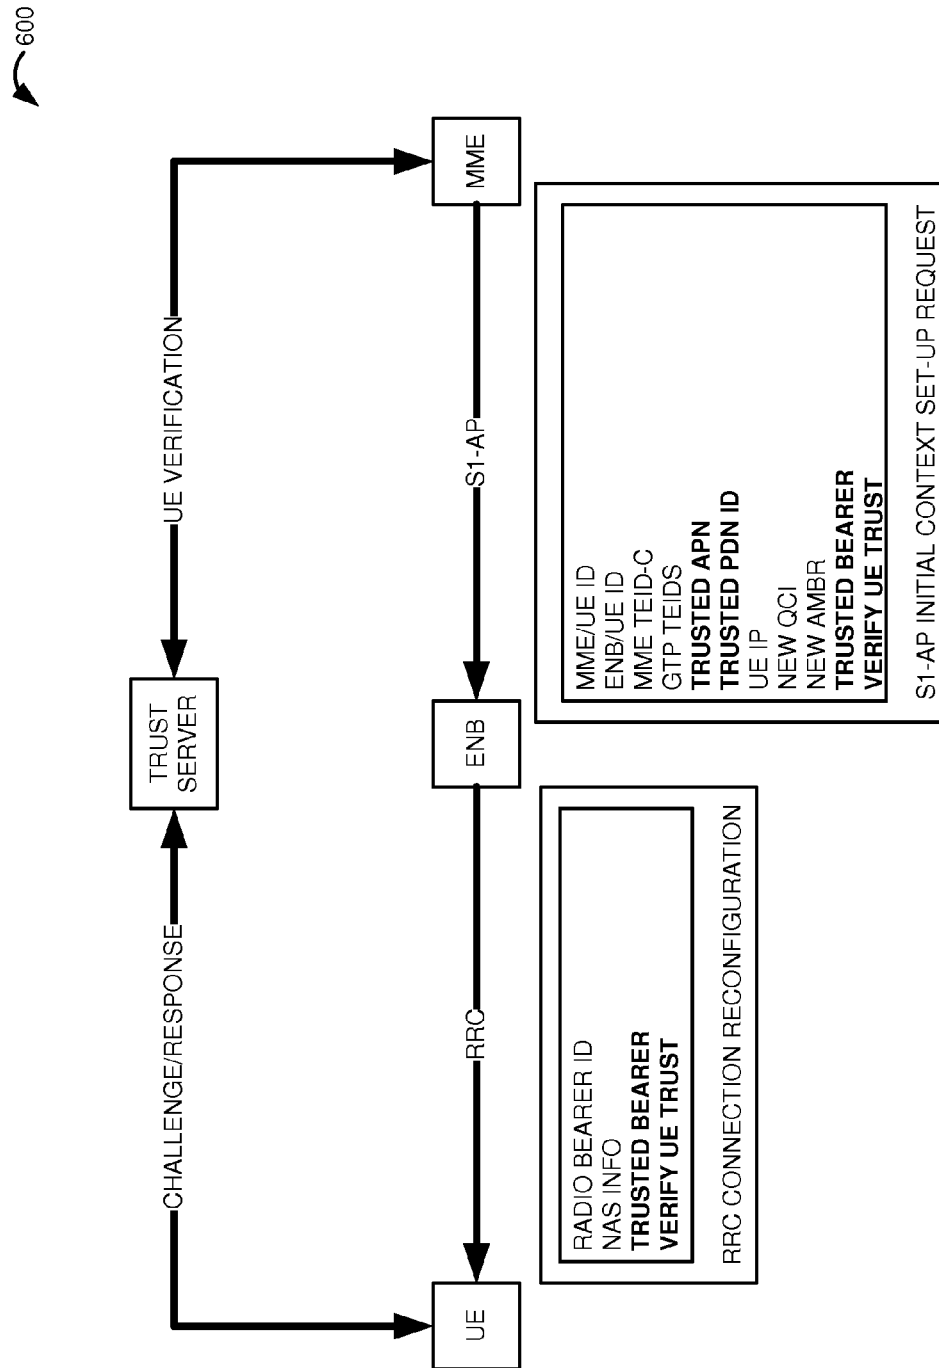 600
TRUST
SERVER
CHALLENGE/RESPONSE
UE VERIFICATION
UE
RRC
ENB
S1-AP
MME
RADIO BEARER ID
NAS INFO
TRUSTED BEARER
VERIFY UE TRUST
RRC CONNECTION RECONFIGURATION
MME/UE ID
ENB/UE ID
MME TEID-C
GTP TEIDS
TRUSTED APN
TRUSTED PDN ID
UE IP
NEW QCI
NEW AMBR
TRUSTED BEARER
VERIFY UE TRUST
S1-AP INITIAL CONTEXT SET-UP REQUEST